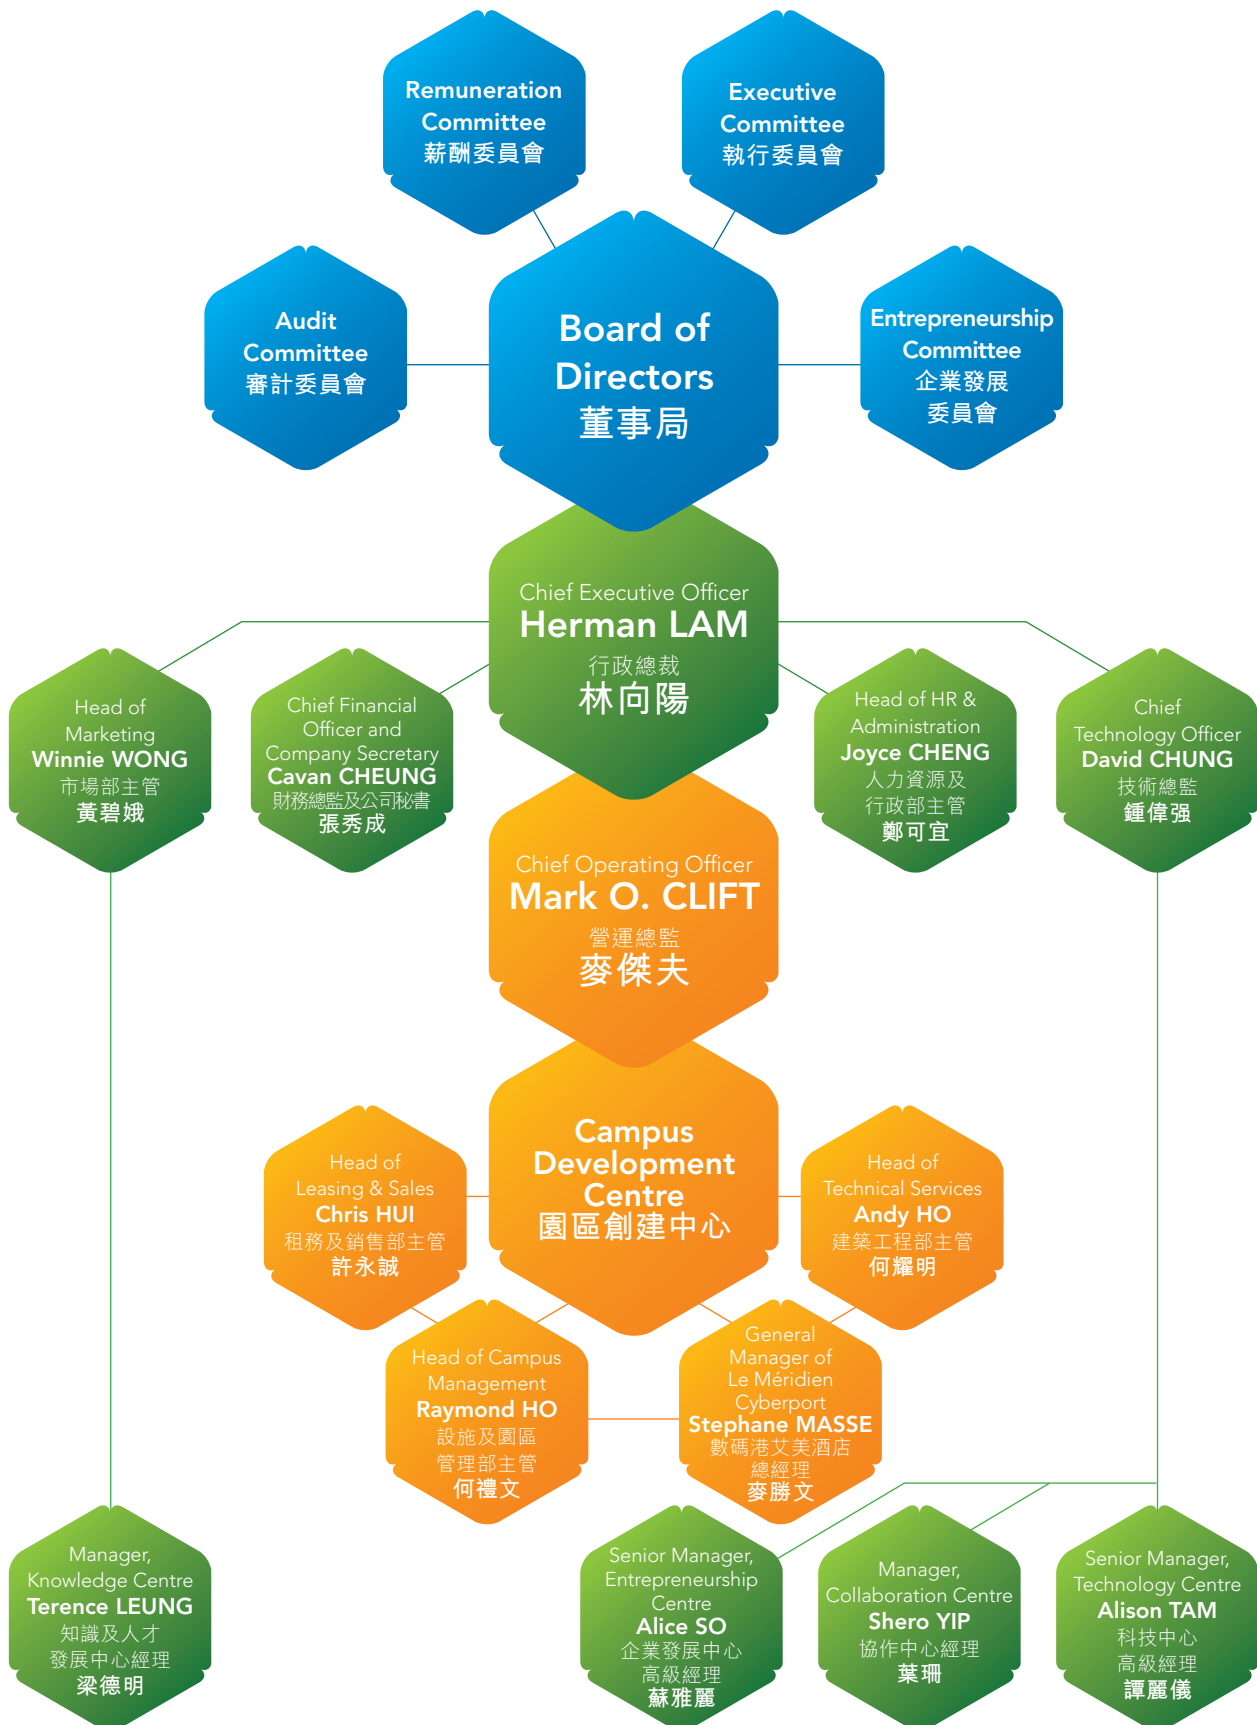 Remuneration
Committee
薪酬委員會
Executive
Committee
執行委員會
Audit
Committee
審計委員會
Board of
Directors
董事局
Entrepreneurship
Committee
企業發展
委員會
Chief Executive Officer
Herman LAM
行政總裁
林向陽
Head of
Marketing
Winnie WONG
市場部主管
黃碧娥
Chief Financial
Officer and
Company Secretary
Cavan CHEUNG
財務總監及公司秘書
張秀成
Head of HR &
Administration
Joyce CHENG
人力資源及
行政部主管
鄭可宜
Chief
Technology Officer
David CHUNG
技術總監
鍾偉强
Chief Operating Officer
Mark O. CLIFT
營運總監
麥傑夫
Campus
Development
Centre
園區創建中心
Head of
Leasing & Sales
Chris HUI
租務及銷售部主管
許永誠
Head of
Technical Services
Andy HO
建築工程部主管
何耀明
Head of Campus
Management
Raymond HO
設施及園區
管理部主管
何禮文
General
Manager of
Le Méridien
Cyberport
Stephane MASSE
數碼港艾美酒店
總經理
麥勝文
Manager,
Knowledge Centre
Terence LEUNG
知識及人才
發展中心經理
梁德明
Senior Manager,
Entrepreneurship
Centre
Alice SO
企業發展中心
高級經理
蘇雅麗
Manager,
Collaboration Centre
Shero YIP
協作中心經理
葉珊
Senior Manager,
Technology Centre
Alison TAM
科技中心
高級經理
譚麗儀